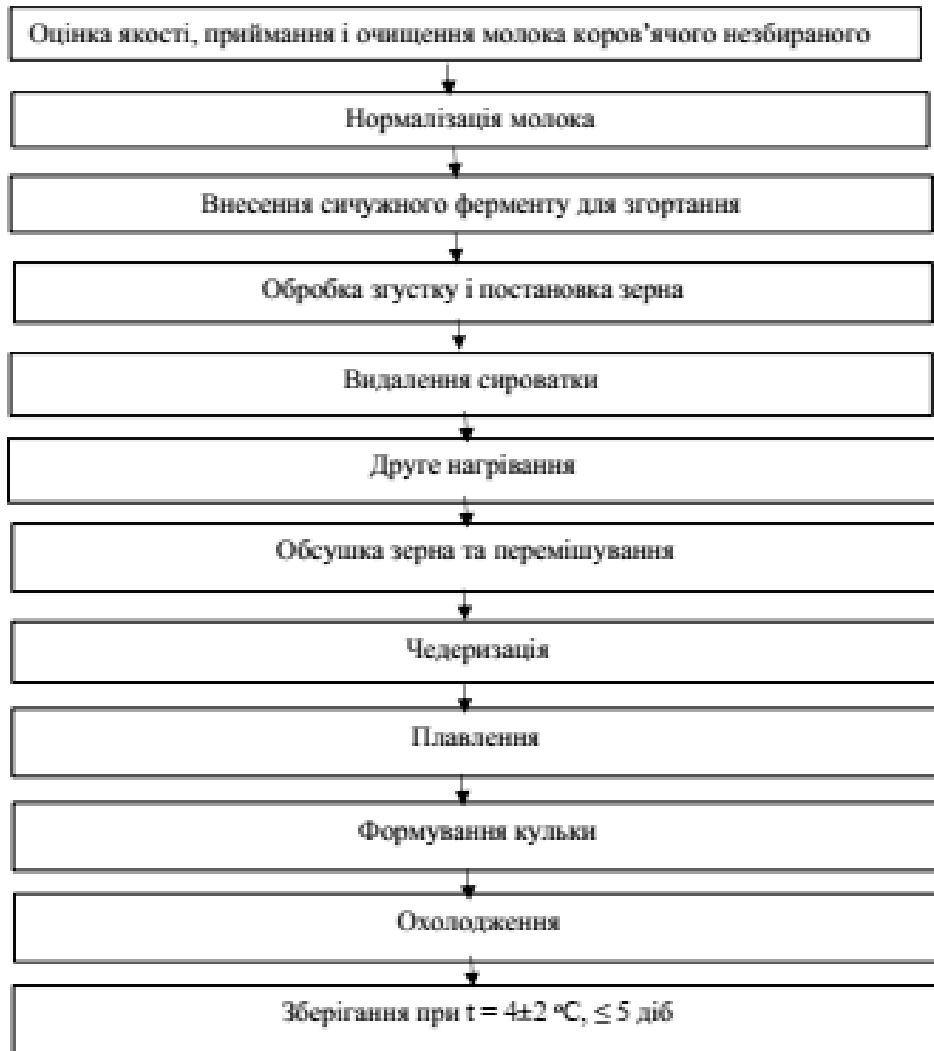 Оцінка якості, приймання і очищення молока коров’ячого незбираного
Нормалізація молока
Внесення сичужного ферменту для згортання
Обробка згустку і постановка зерна
Видалення сироватки
Друге нагрівання
Обсушка зерна та перемішування
Чедеризація
Плавлення
Формування кульки
Охолодження
Зберігання при t = 4±2 ºС, ≤ 5 діб